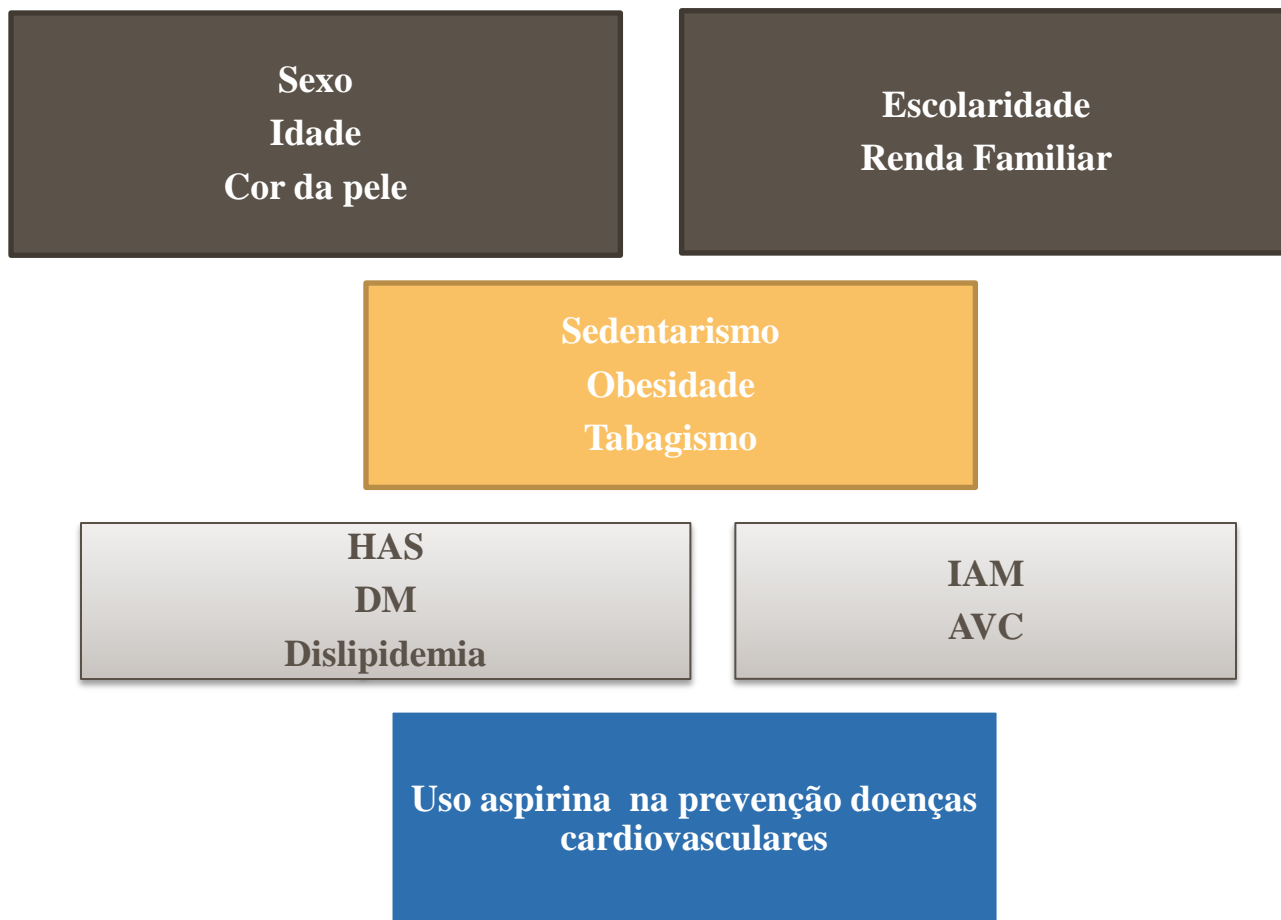 Sexo
Idade
Cor da pele
Escolaridade
Renda Familiar
Sedentarismo
Obesidade
Tabagismo
HAS
DM
Dislipidemia
IAM
AVC
Uso aspirina  na prevenção doenças
cardiovasculares